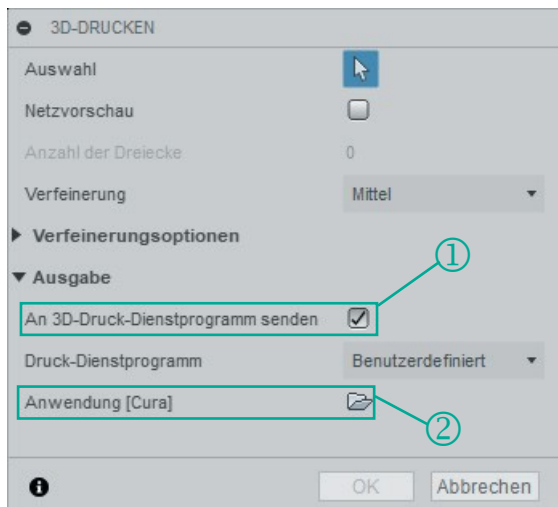 3D-DRUCKEN
Auswahl
Netzvorschau
Anzahl der Dreiecke 0
Verfeinerung Mittel
Verfeinerungsoptionen
①
Ausgabe
An 3D-Druck-Dienstprogramm senden
Druck-Dienstprogramm Benutzerdefiniert
Anwendung [Cura]
②
OK Abbrechen